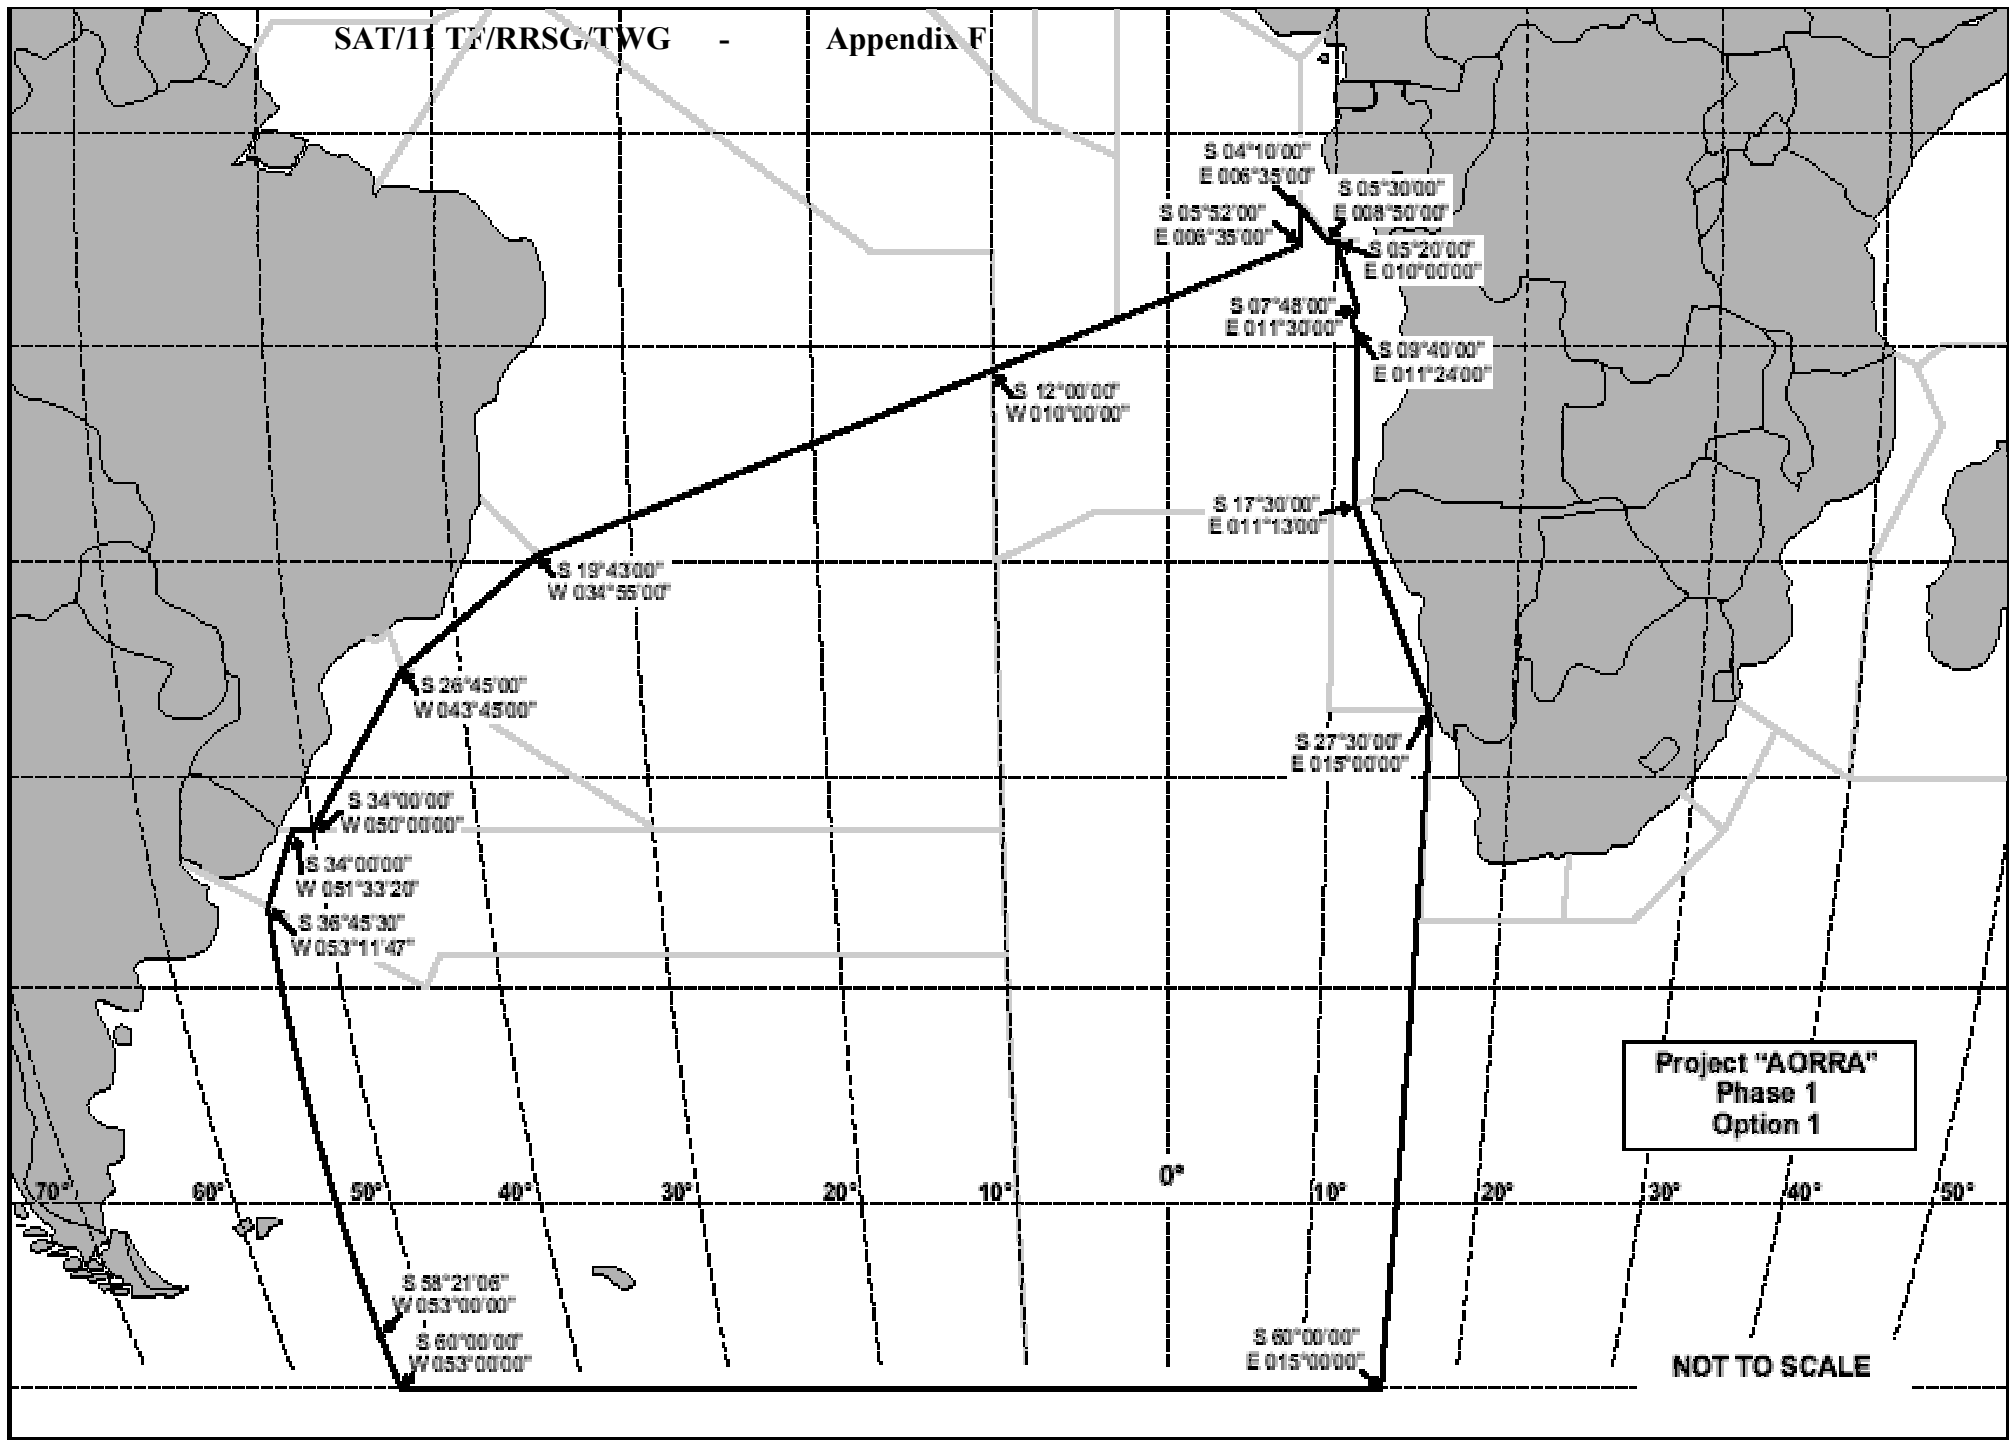 SAT/11 TF/RRSG/TWG - Appendix F
S 04°10'00"
E 006°35'00"
S 05°30'00"
E 008°50'00"
S 05°52'00"
E 006°35'00"
S 05°20'00"
E 010°00'00"
S 07°48'00"
E 011°30'00"
S 09°40'00"
E 011°24'00"
S 12°00'00"
W 010°00'00"
S 17°30'00"
E 011°13'00"
S 19°43'00"
W 034°55'00"
S 26°45'00"
W 043°45'00"
S 27°30'00"
E 015°00'00"
S 34°00'00"
W 050°00'00"
S 34°00'00"
W 051°33'20"
S 36°45'30"
W 053°11'47"
Project “AORRA”
Phase 1
Option 1
70° 60° 50° 40° 30° 20° 10° 0° 10° 20° 30° 40° 50°
S 58°21'06"
W 053°00'00"
S 60°00'00"
W 053°00'00"
S 60°00'00"
E 015°00'00"
NOT TO SCALE